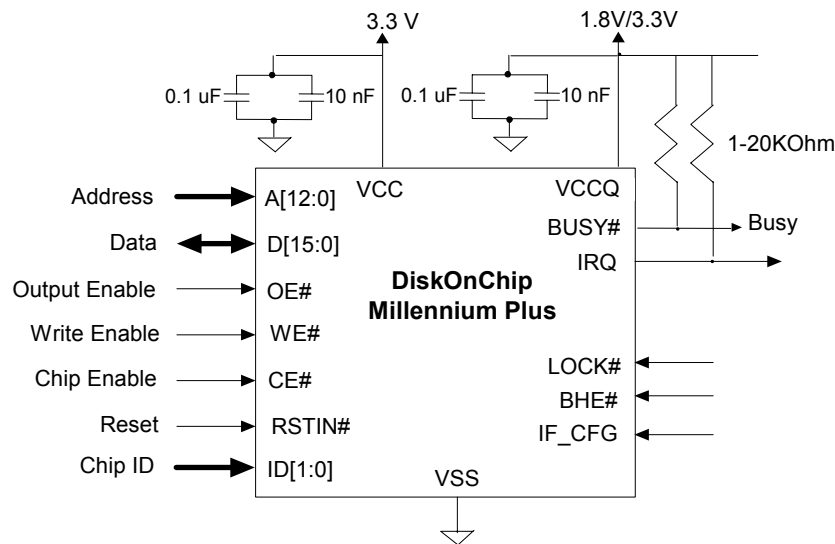 3.3 V
1.8V/3.3V
0.1 uF
10 nF
0.1 uF
10 nF
1-20KOhm
Address
A[12:0]
VCC
VCCQ
Data
D[15:0]
BUSY#
Busy
Output Enable
OE#
DiskOnChip
Millennium Plus
IRQ
Write Enable
WE#
Chip Enable
CE#
LOCK#
Reset
RSTIN#
BHE#
Chip ID
ID[1:0]
IF_CFG
VSS